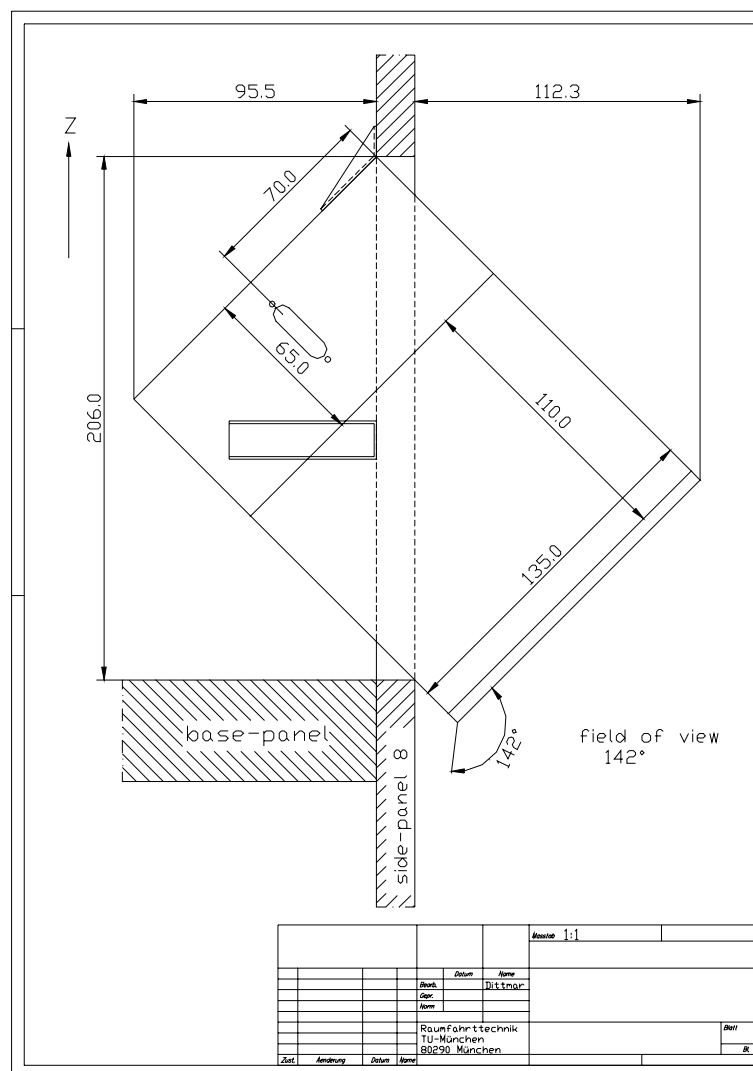 95.5
112.3
Z
70.0
65.0
206.0
110.0
135.0
base-panel
side-panel 8
142°
field of view
142°
Masstab 1:1
Datum Name
Bearb. Dittmar
Gepr.
Norm
Raumfahrttechnik
TU-München
80290 München
Blatt
Bl.
Zust. Aenderung Datum Name